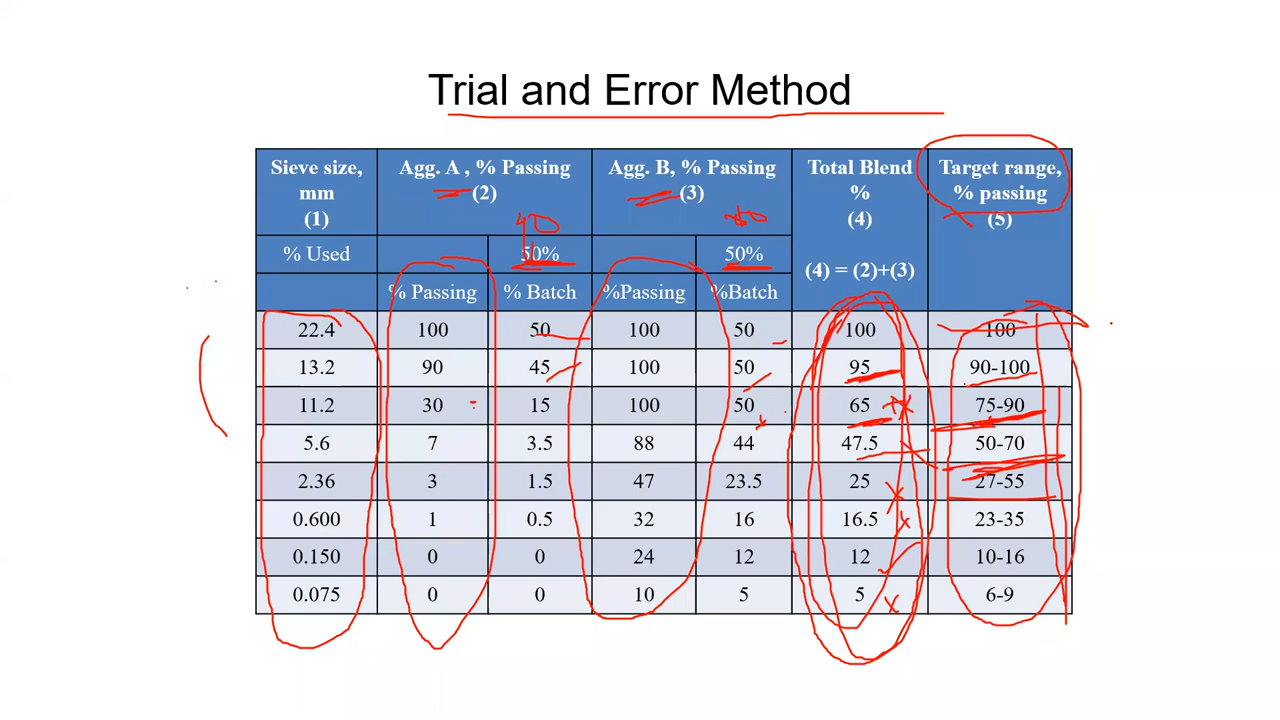 Trial and Error Method
Sieve size, mm (1) Agg. A , % Passing (2) Agg. B, % Passing (3) Total Blend % (4) (4) = (2)+(3) Target range, % passing (5)
40
% Used 50% 50%
% Passing % Batch %Passing %Batch
22.4 100 50 100 50 100 100
13.2 90 45 100 50 95 90-100
11.2 30 15 100 50 65 75-90
5.6 7 3.5 88 44 47.5 50-70
2.36 3 1.5 47 23.5 25 27-55
0.600 1 0.5 32 16 16.5 23-35
0.150 0 0 24 12 12 10-16
0.075 0 0 10 5 5 6-9